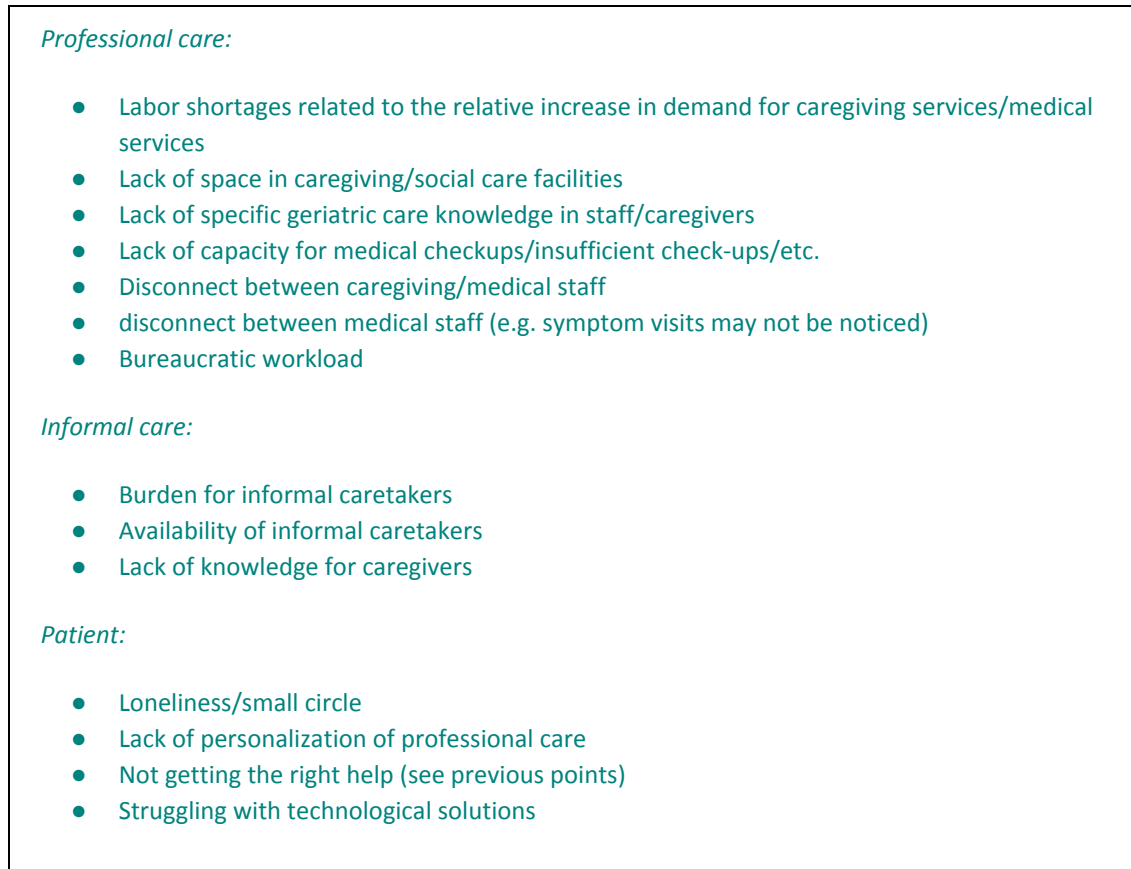 Professional care:
● Labor shortages related to the relative increase in demand for caregiving services/medical
services
● Lack of space in caregiving/social care facilities
● Lack of specific geriatric care knowledge in staff/caregivers
● Lack of capacity for medical checkups/insufficient check-ups/etc.
● Disconnect between caregiving/medical staff
● disconnect between medical staff (e.g. symptom visits may not be noticed)
● Bureaucratic workload
Informal care:
● Burden for informal caretakers
● Availability of informal caretakers
● Lack of knowledge for caregivers
Patient:
● Loneliness/small circle
● Lack of personalization of professional care
● Not getting the right help (see previous points)
● Struggling with technological solutions